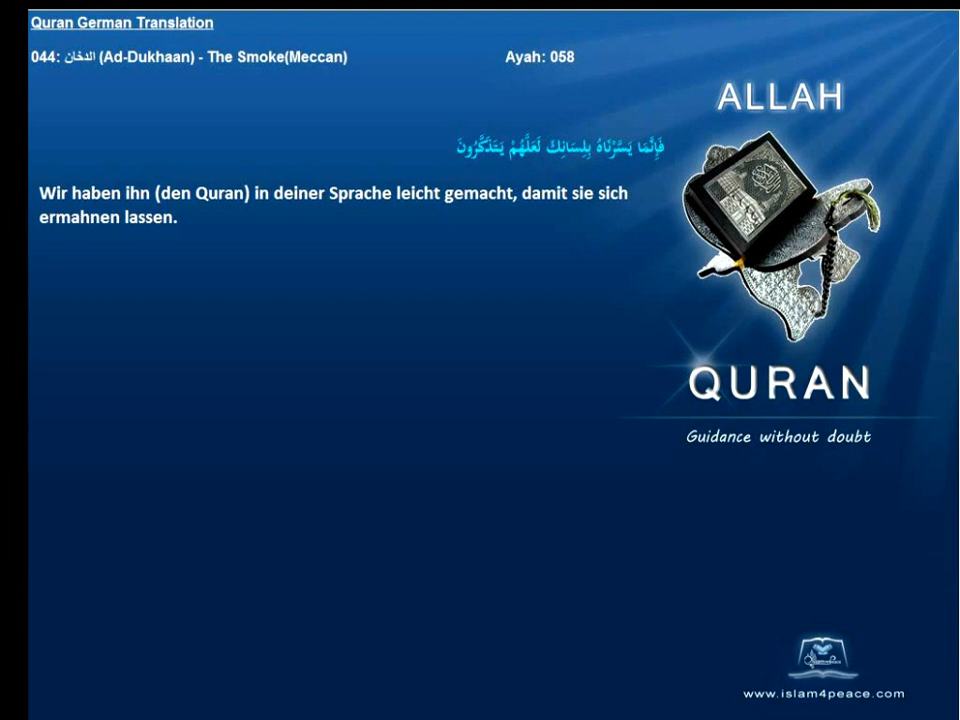 Quran German Translation
044: الدخان (Ad-Dukhaan) - The Smoke(Meccan) Ayah: 058
ALLAH
فَإِنَّمَا يَسَّرْنَاهُ بِلِسَانِكَ لَعَلَّهُمْ يَتَذَكَّرُونَ
Wir haben ihn (den Quran) in deiner Sprache leicht gemacht, damit sie sich
ermahnen lassen.
QURAN
Guidance without doubt
www.islam4peace.com